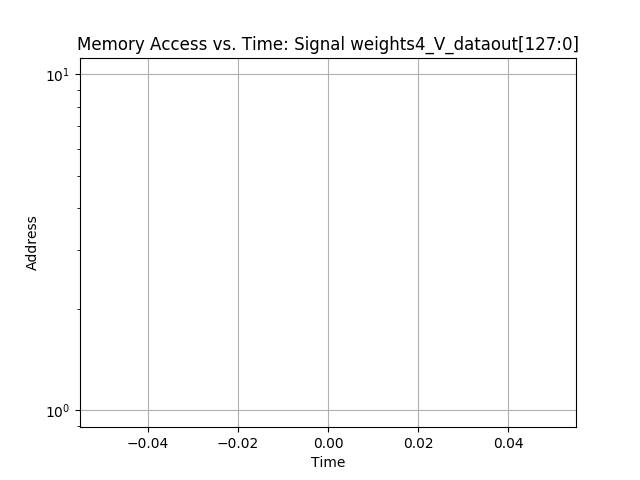 Memory Access vs. Time: Signal weights4_V_dataout[127:0]
10¹
Address
10⁰
−0.04 −0.02 0.00 0.02 0.04
Time